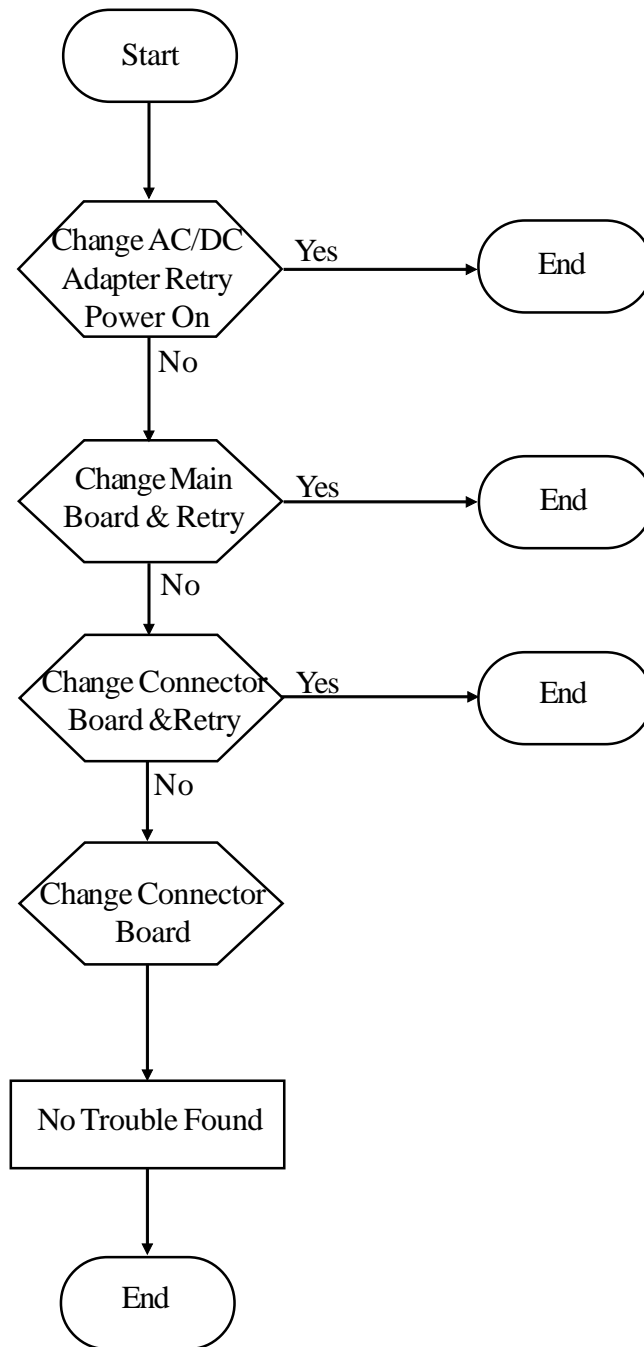 Start
Change AC/DC
Adapter Retry
Power On
Yes
End
No
Change Main
Board & Retry
Yes
End
No
Change Connector
Board &Retry
Yes
End
No
Change Connector
Board
No Trouble Found
End